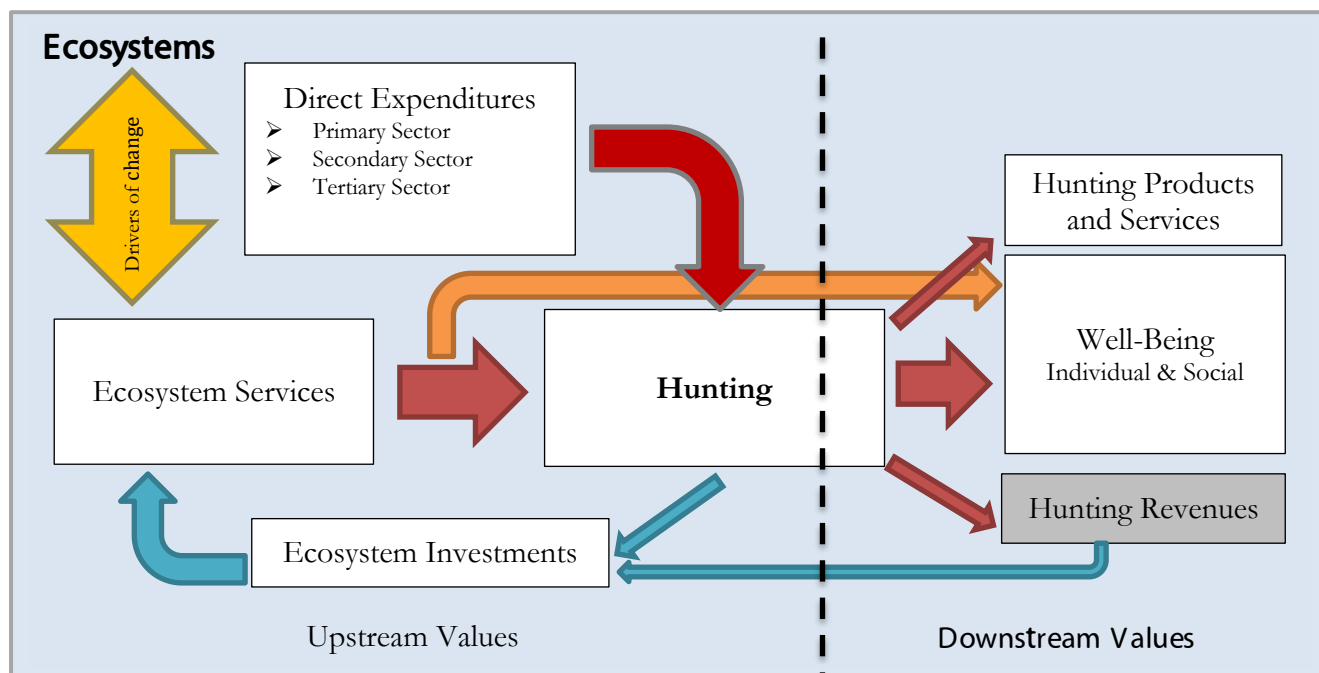 Ecosystems
Drivers of change
Direct Expenditures
➢ Primary Sector
➢ Secondary Sector
➢ Tertiary Sector
Hunting Products
and Services
Ecosystem Services
Hunting
Well-Being
Individual & Social
Hunting Revenues
Ecosystem Investments
Upstream Values
Downstream Values